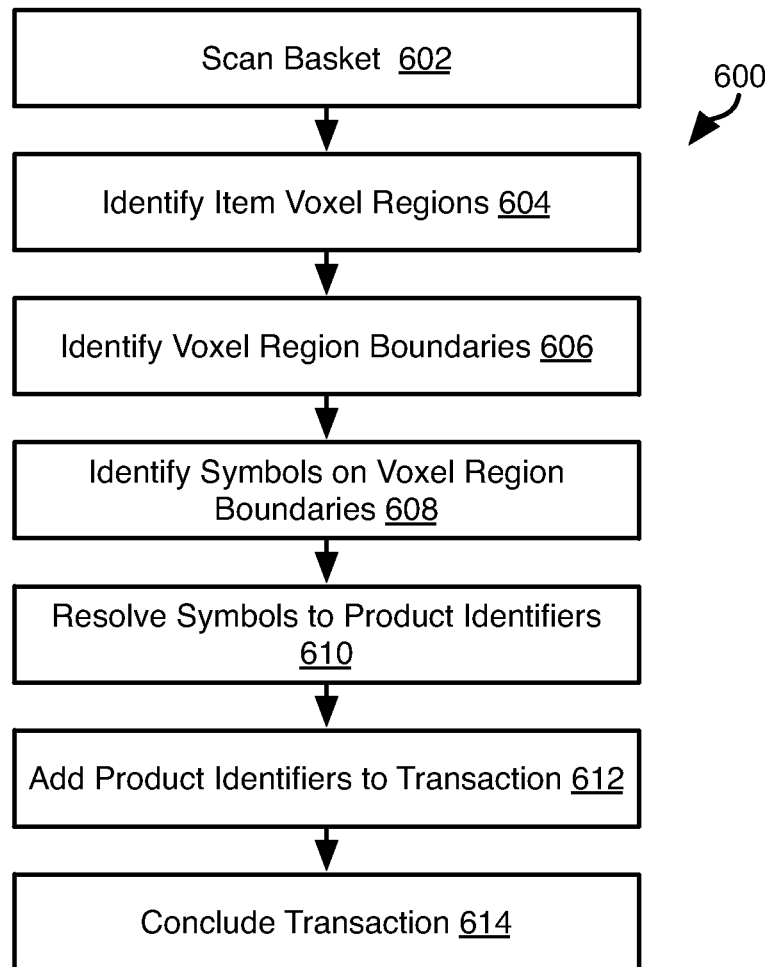 Scan Basket 602
600
Identify Item Voxel Regions 604
Identify Voxel Region Boundaries 606
Identify Symbols on Voxel Region
Boundaries 608
Resolve Symbols to Product Identifiers
610
Add Product Identifiers to Transaction 612
Conclude Transaction 614